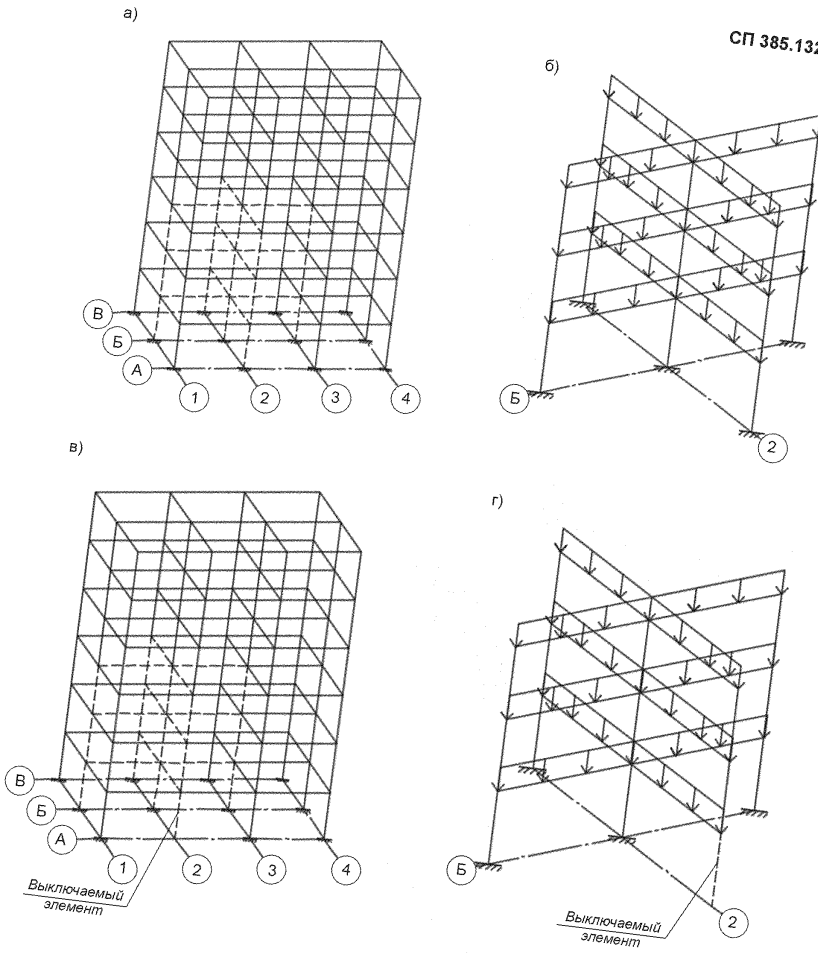 а)
СП 385.132
б)
В
Б
А
1
2
3
4
Б
2
в)
г)
В
Б
А
1
2
3
4
Выключаемый
элемент
Б
2
Выключаемый
элемент